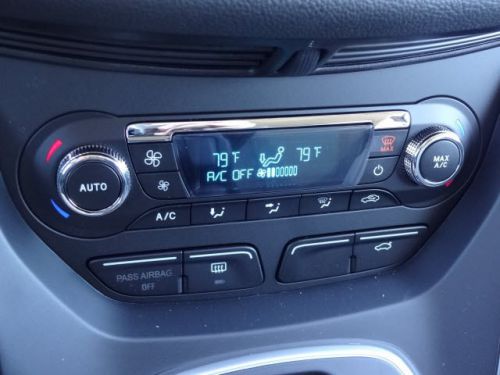 79°F 79°F
A/C OFF
MAX
AUTO
MAX
A/C
A/C
PASS AIRBAG
OFF